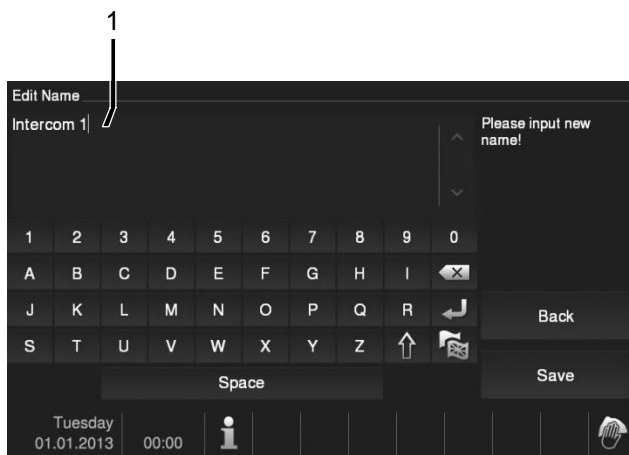 1
Edit Name
Intercom 1
Please input new
name!
1 2 3 4 5 6 7 8 9 0
A B C D E F G H I
J K L M N O P Q R
Back
S T U V W X Y Z
Save
Space
Tuesday
01.01.2013 00:00